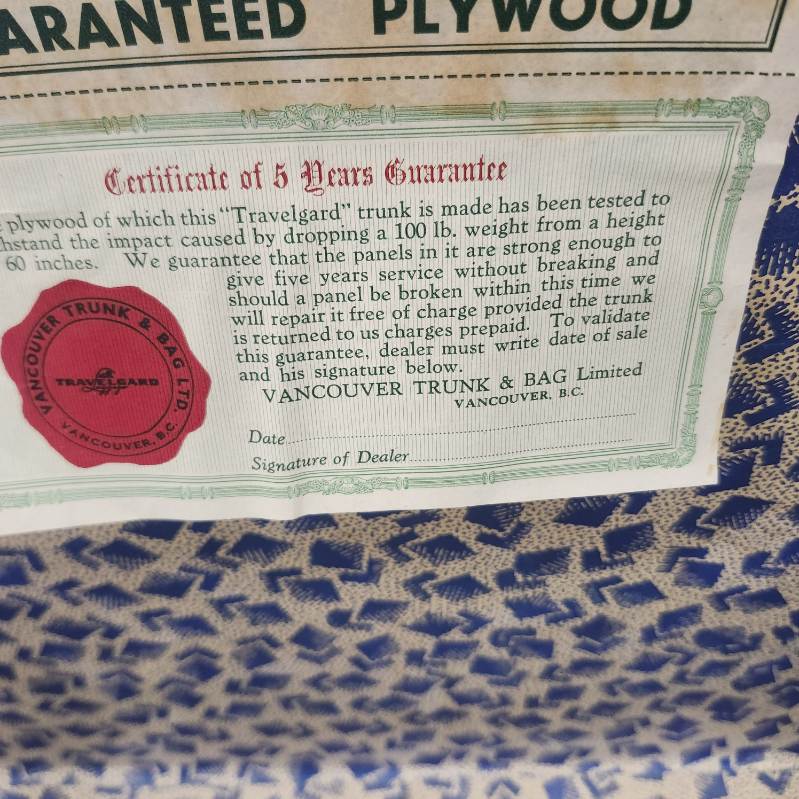 ARANTEED PLYWOOD
Certificate of 5 Years Guarantee
plywood of which this "Travelgard" trunk is made has been tested to
hstand the impact caused by dropping a 100 lb. weight from a height
60 inches. We guarantee that the panels in it are strong enough to
give five years service without breaking and
should a panel be broken within this time we
will repair it free of charge provided the trunk
is returned to us charges prepaid. To validate
this guarantee, dealer must write date of sale
and his signature below.
VANCOUVER TRUNK & BAG Limited
VANCOUVER, B.C.
Date
Signature of Dealer
VANCOUVER TRUNK & BAG LTD.
TRAVELGARD
Luggage
VANCOUVER, B.C.